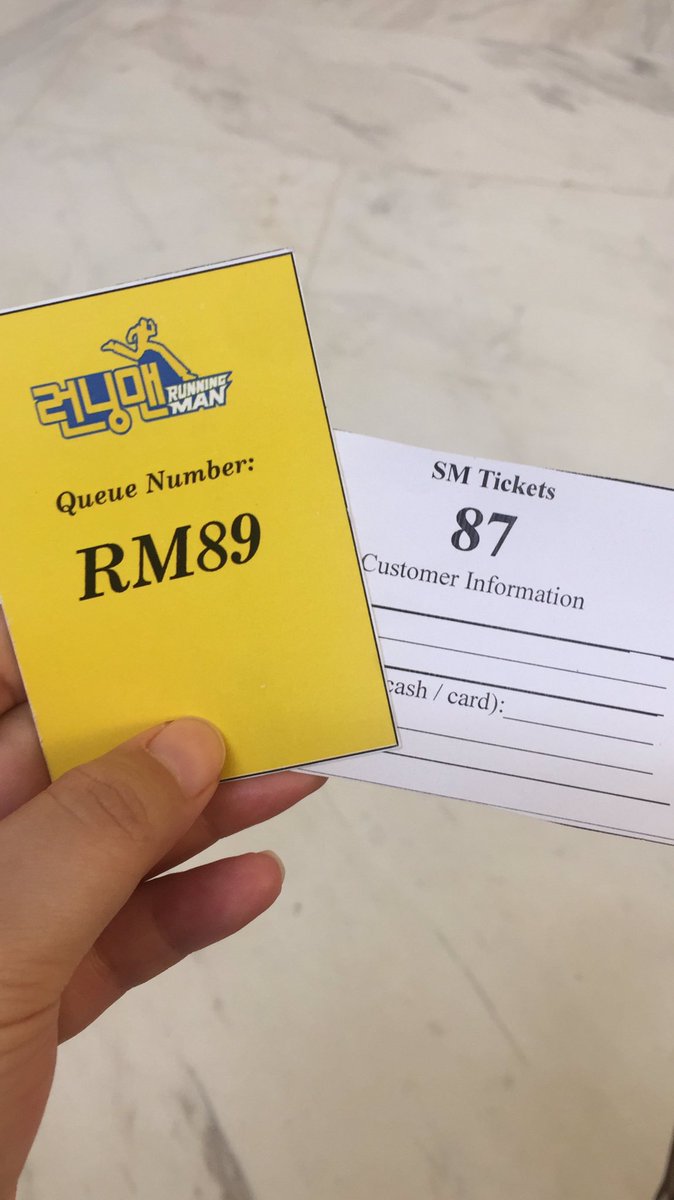 런닝맨 RUNNING
MAN
Queue Number:
RM89
SM Tickets
87
Customer Information
cash / card):